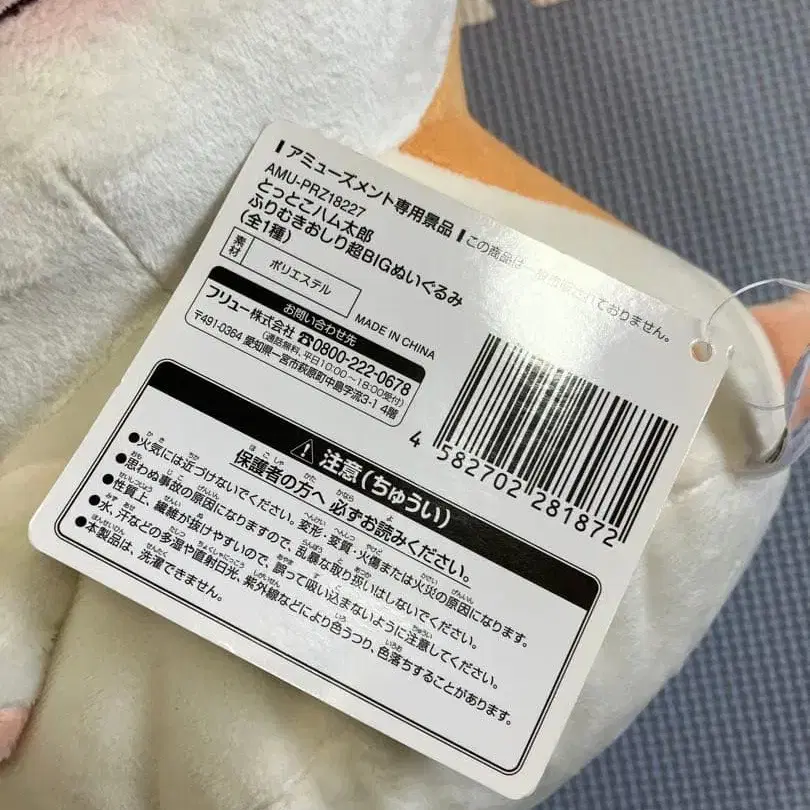 アミューズメント専用景品 この商品は一般市販されておりません。
AMU-PRZ18227
とっとこハム太郎
ふりむきおしり超BIGぬいぐるみ
(全1種)
素材 ポリエステル
MADE IN CHINA
お問い合わせ先
フリュー株式会社 ☎0800-222-0678
(通話無料、平日10:00~18:00受付)
〒491-0364 愛知県一宮市萩原町中島字流3-1 4階
4 582702 281872
注意(ちゅうい)
保護者の方へ 必ずお読みください。
●火気には近づけないでください。変形・変質・火傷または火災の原因になります。
●思わぬ事故の原因になりますので、乱暴な取り扱いはしないでください。
●性質上、繊維が抜けやすいので、誤って吸い込まないように注意してください。
●水、汗などの多湿や直射日光、紫外線などにより色うつり、色落ちすることがあります。
●本製品は、洗濯できません。